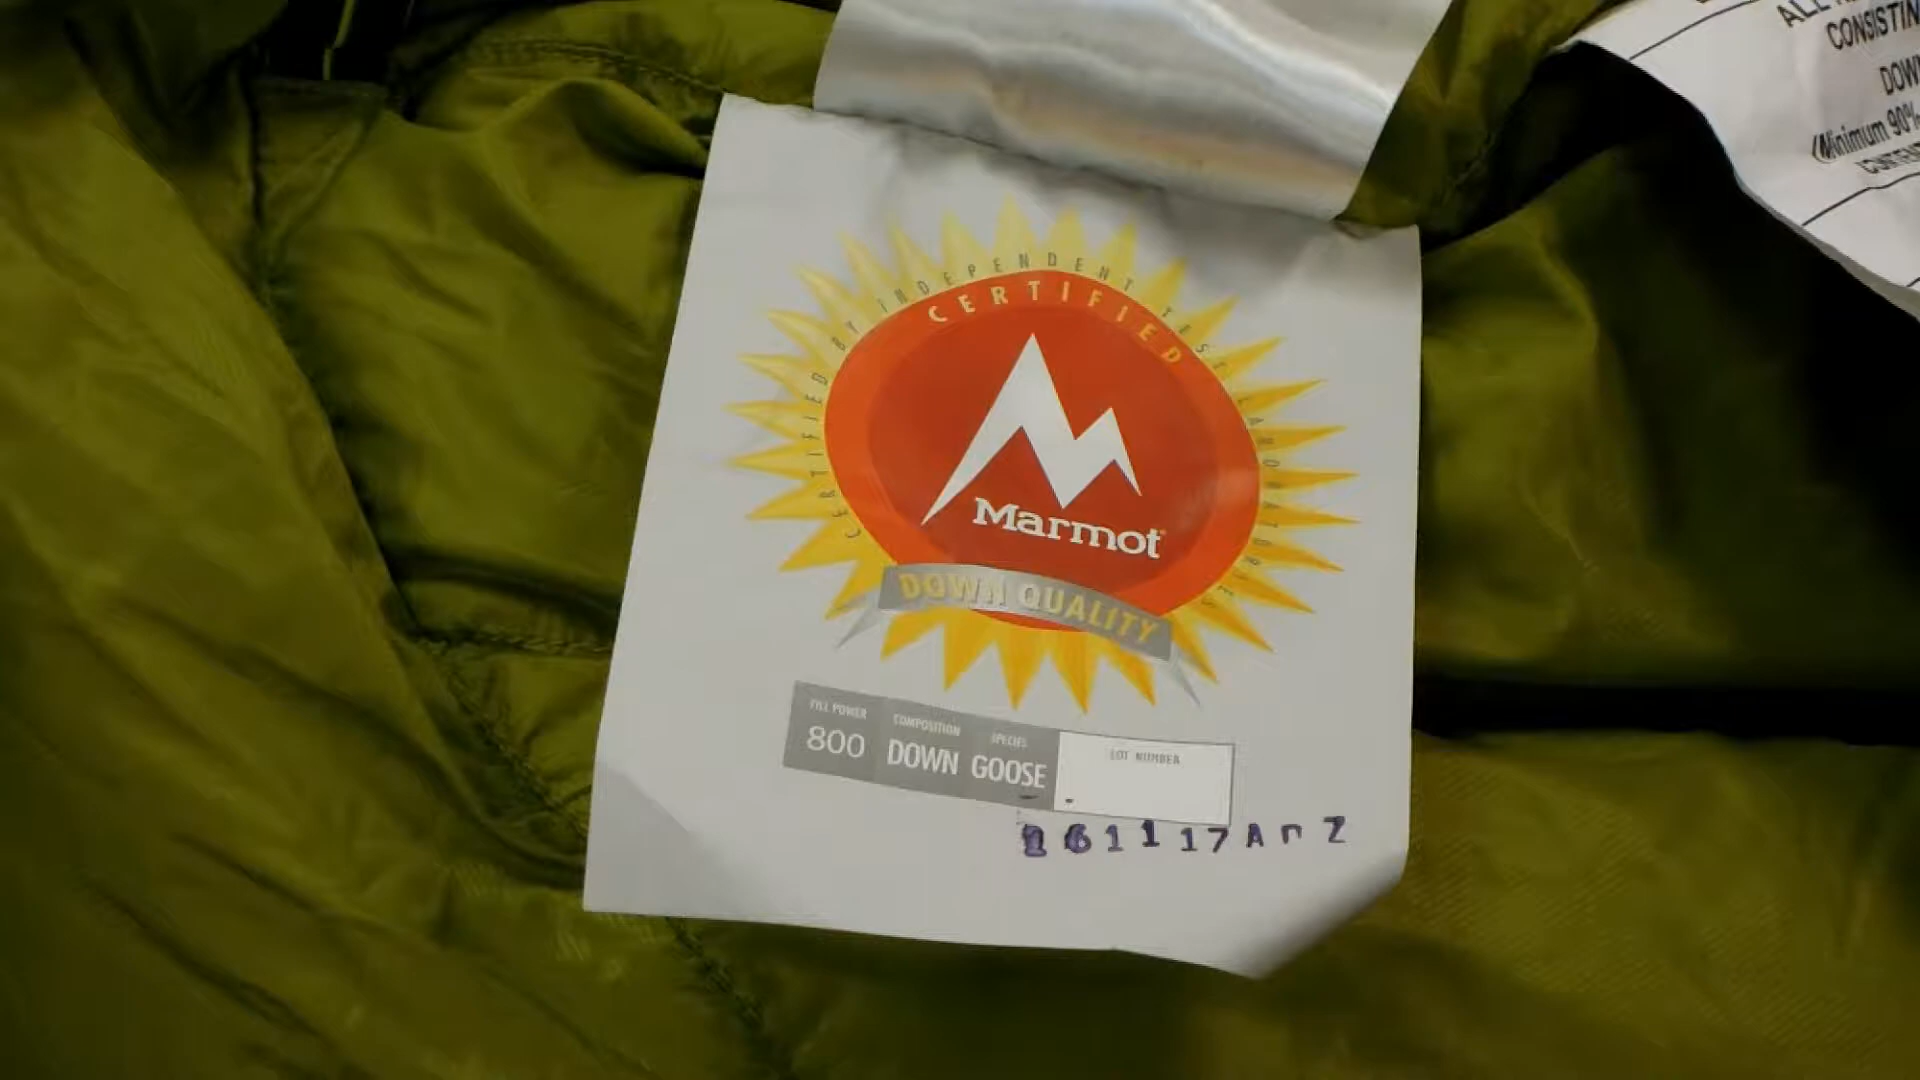 CERTIFIED BY INDEPENDENT TEST LABORATORIES
CERTIFIED
Marmot
DOWN QUALITY
FILL POWER
800
COMPOSITION
DOWN
SPECIES
GOOSE
LOT NUMBER
CONSISTIN
DOWN
(Minimum 90%